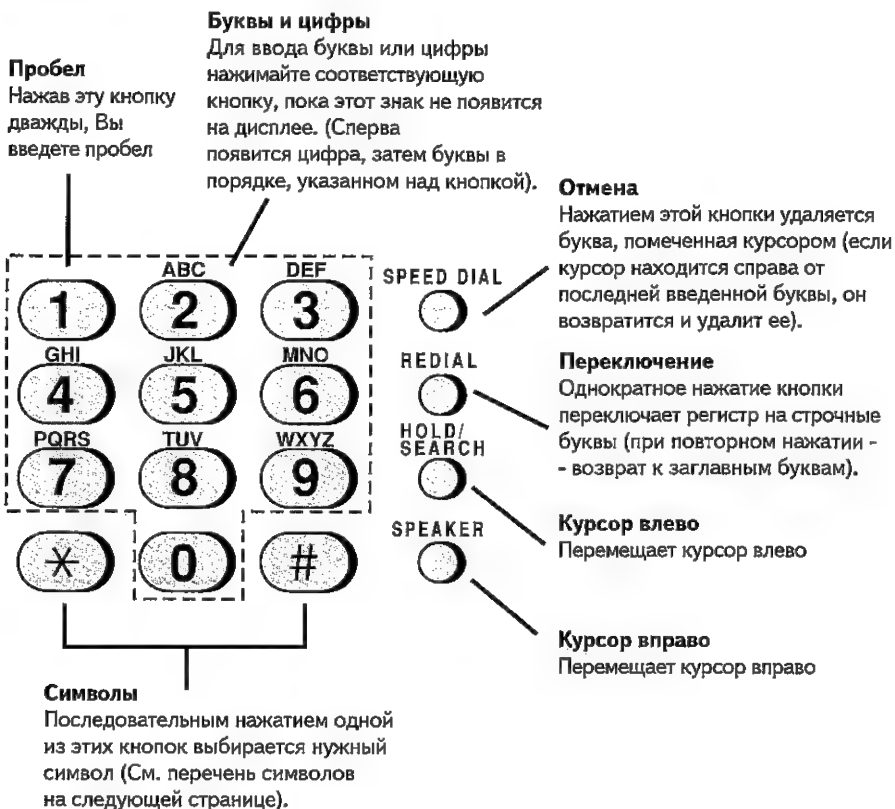 Буквы и цифры
Для ввода буквы или цифры
нажимайте соответствующую
кнопку, пока этот знак не появится
на дисплее. (Сперва
появится цифра, затем буквы в
порядке, указанном над кнопкой).
Пробел
Нажав эту кнопку
дважды, Вы
введете пробел
Отмена
Нажатием этой кнопки удаляется
буква, помеченная курсором (если
курсор находится справа от
последней введенной буквы, он
возвратится и удалит ее).
ABC DEF
1 2 3
SPEED DIAL
GHI JKL MNO
4 5 6
REDIAL
Переключение
Однократное нажатие кнопки
переключает регистр на строчные
буквы (при повторном нажатии -
- возврат к заглавным буквам).
PQRS TUV WXYZ
7 8 9
HOLD/
SEARCH
Курсор влево
Перемещает курсор влево
* 0 #
SPEAKER
Курсор вправо
Перемещает курсор вправо
Символы
Последовательным нажатием одной
из этих кнопок выбирается нужный
символ (См. перечень символов
на следующей странице).